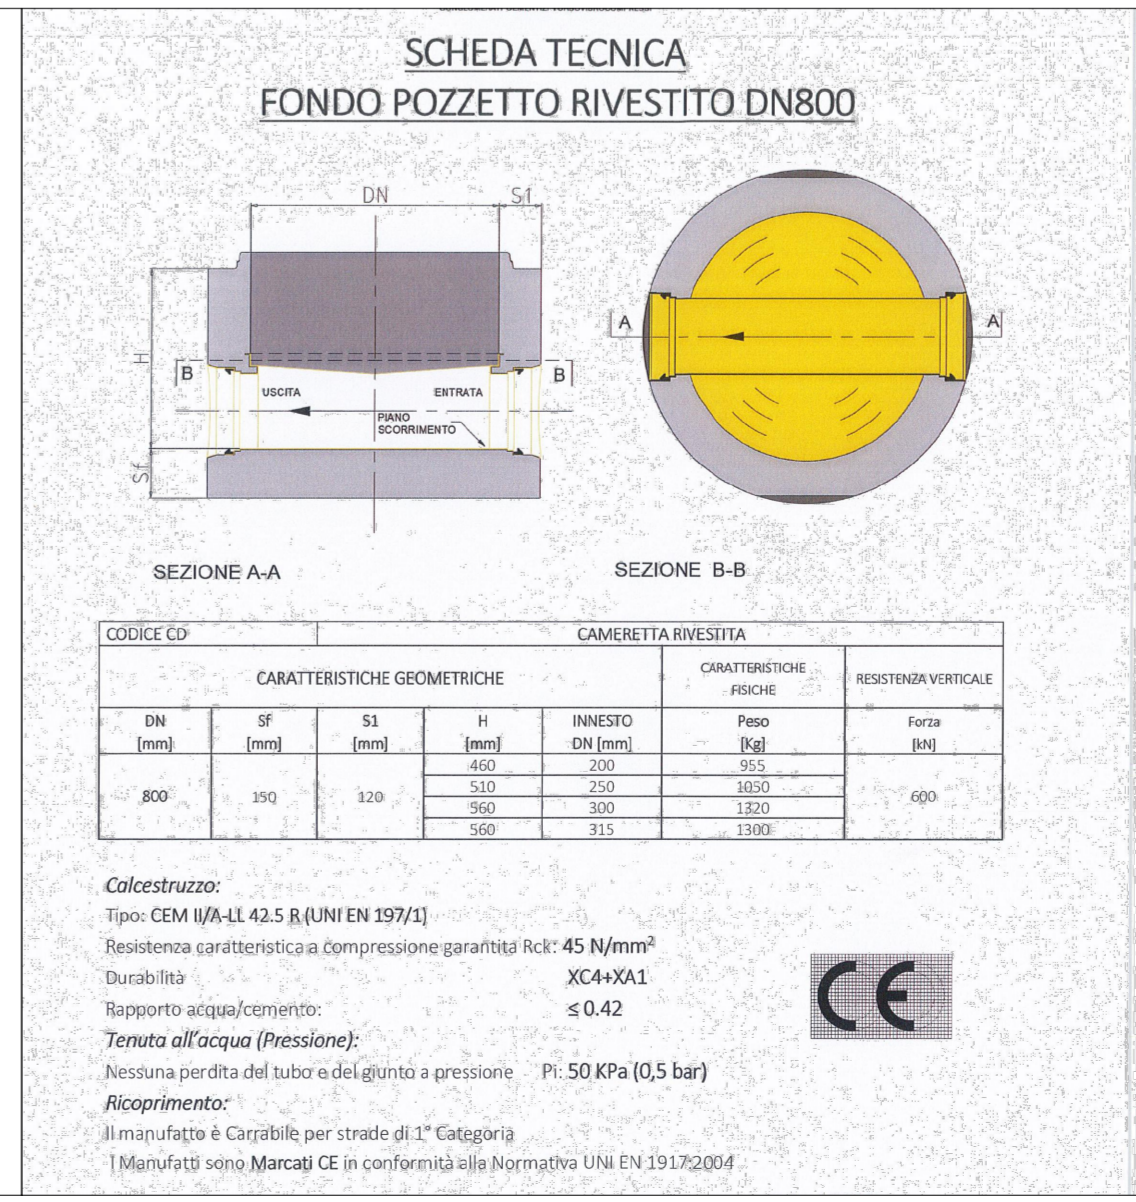 SCHEDA TECNICA
FONDO POZZETTO RIVESTITO DN800
DN
S1
H
Sf
B
B
USCITA
ENTRATA
PIANO
SCORRIMENTO
A
A
SEZIONE A-A
SEZIONE B-B
CODICE CD CAMERETTA RIVESTITA
CARATTERISTICHE GEOMETRICHE CARATTERISTICHE FISICHE RESISTENZA VERTICALE
DN Sf S1 H INNESTO Peso Forza
[mm] [mm] [mm] [mm] DN [mm] [Kg] [kN]
460 200 955
800 150 120 510 250 1050 600
560 300 1320
560 315 1300
Calcestruzzo:
Tipo: CEM II/A-LL 42.5 R (UNI EN 197/1)
Resistenza caratteristica a compressione garantita Rck: 45 N/mm²
Durabilità XC4+XA1
Rapporto acqua/cemento: ≤ 0.42
Tenuta all'acqua (Pressione):
Nessuna perdita del tubo e del giunto a pressione Pi: 50 KPa (0,5 bar)
Ricoprimento:
Il manufatto è Carrabile per strade di 1° Categoria
I Manufatti sono Marcati CE in conformità alla Normativa UNI EN 1917:2004
CE